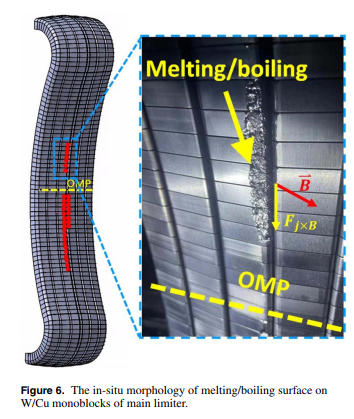 Melting/boiling
OMP
B
F j×B
OMP
Figure 6. The in-situ morphology of melting/boiling surface on
W/Cu monoblocks of main limiter.